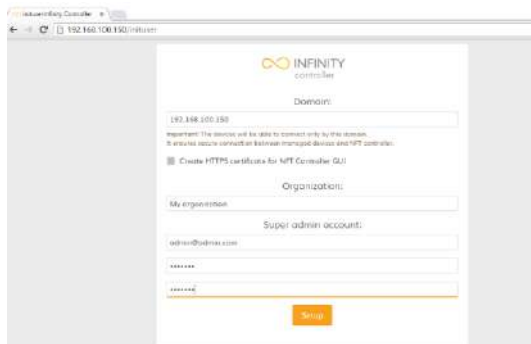 192.168.100.150/inituser
INFINITY
controller
Domain:
192.168.100.150
Important! The devices will be able to connect only by this domain.
It ensures secure connection between managed devices and NFT controller.
Create HTTPS certificate for NFT Controller GUI
Organization:
My organization
Super admin account:
admin@admin.com
•••••••
•••••••
Setup